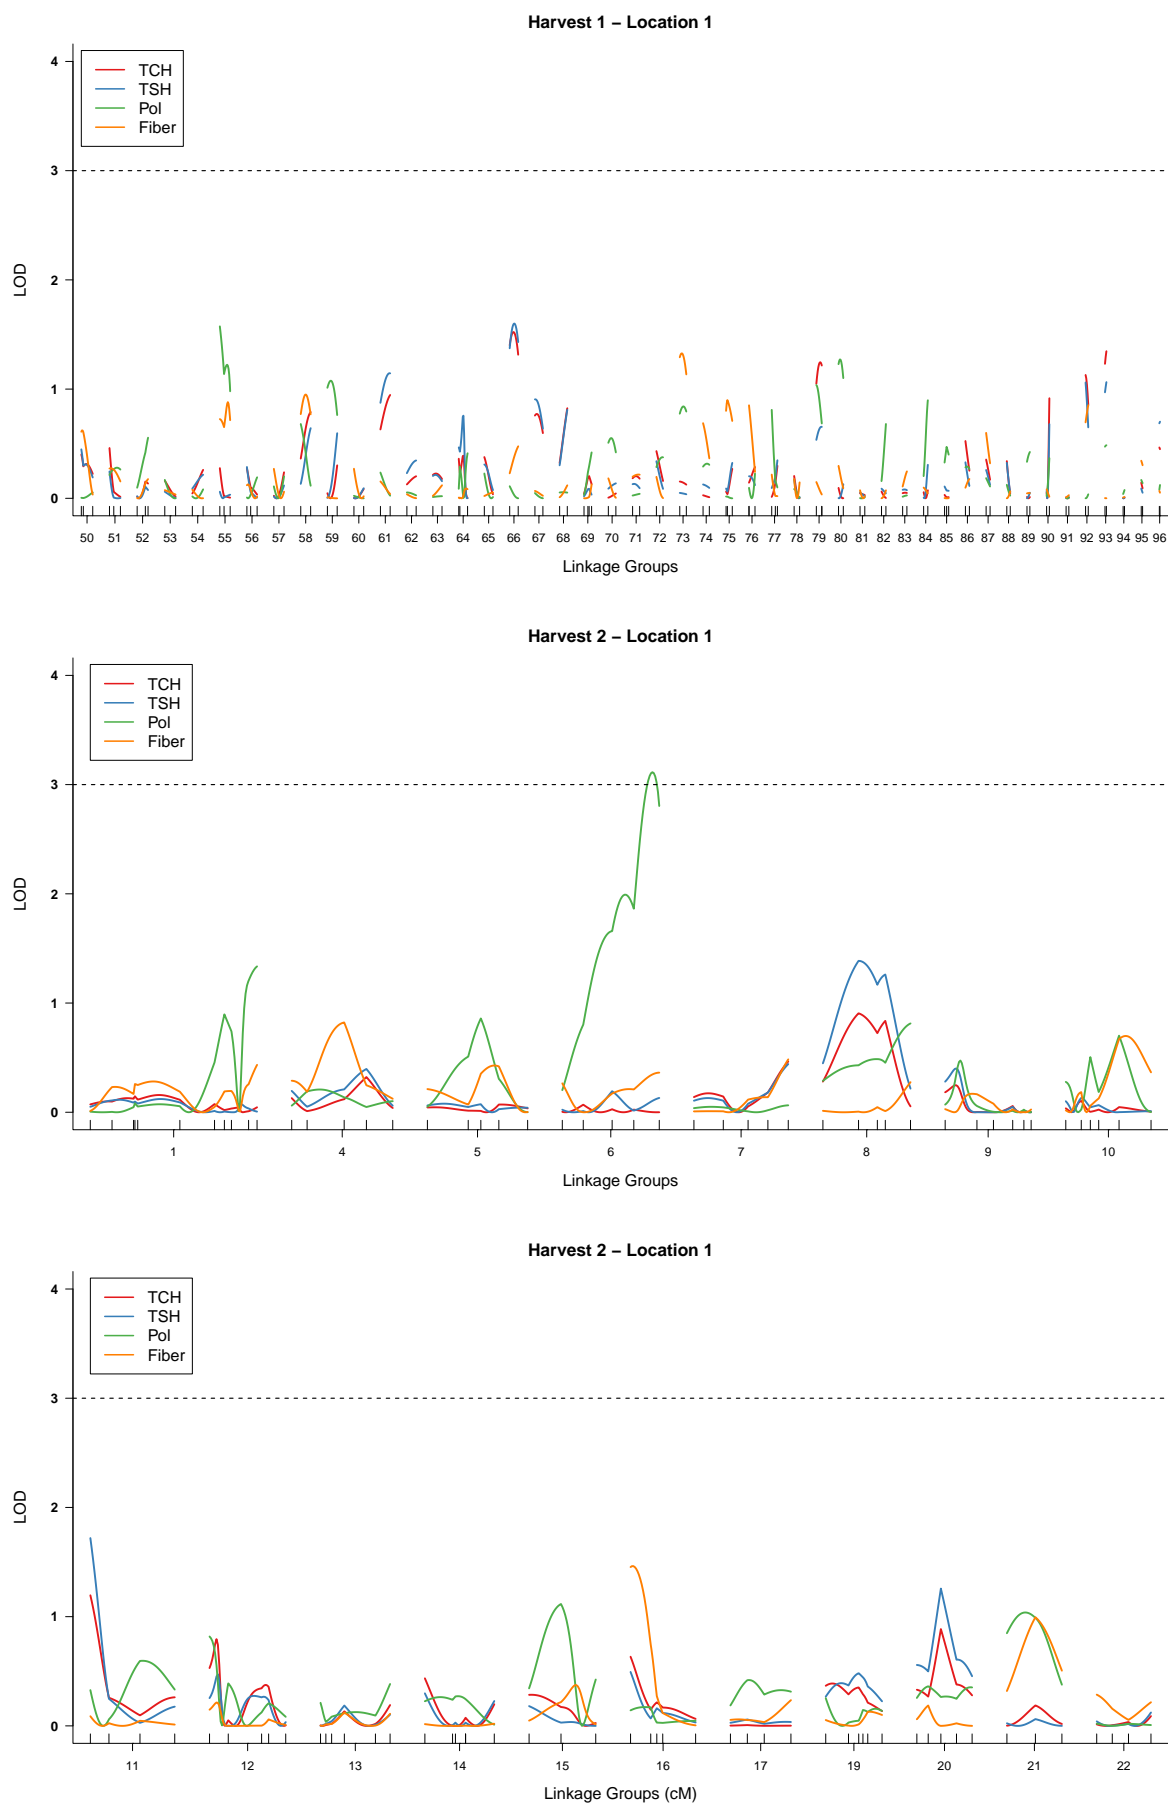 Harvest 1 – Location 1
4
3
2
1
0
LOD
TCH
TSH
Pol
Fiber
50 51 52 53 54 55 56 57 58 59 60 61 62 63 64 65 66 67 68 69 70 71 72 73 74 75 76 77 78 79 80 81 82 83 84 85 86 87 88 89 90 91 92 93 94 95 96
Linkage Groups
Harvest 2 – Location 1
4
3
2
1
0
LOD
TCH
TSH
Pol
Fiber
1 4 5 6 7 8 9 10
Linkage Groups
Harvest 2 – Location 1
4
3
2
1
0
LOD
TCH
TSH
Pol
Fiber
11 12 13 14 15 16 17 19 20 21 22
Linkage Groups (cM)